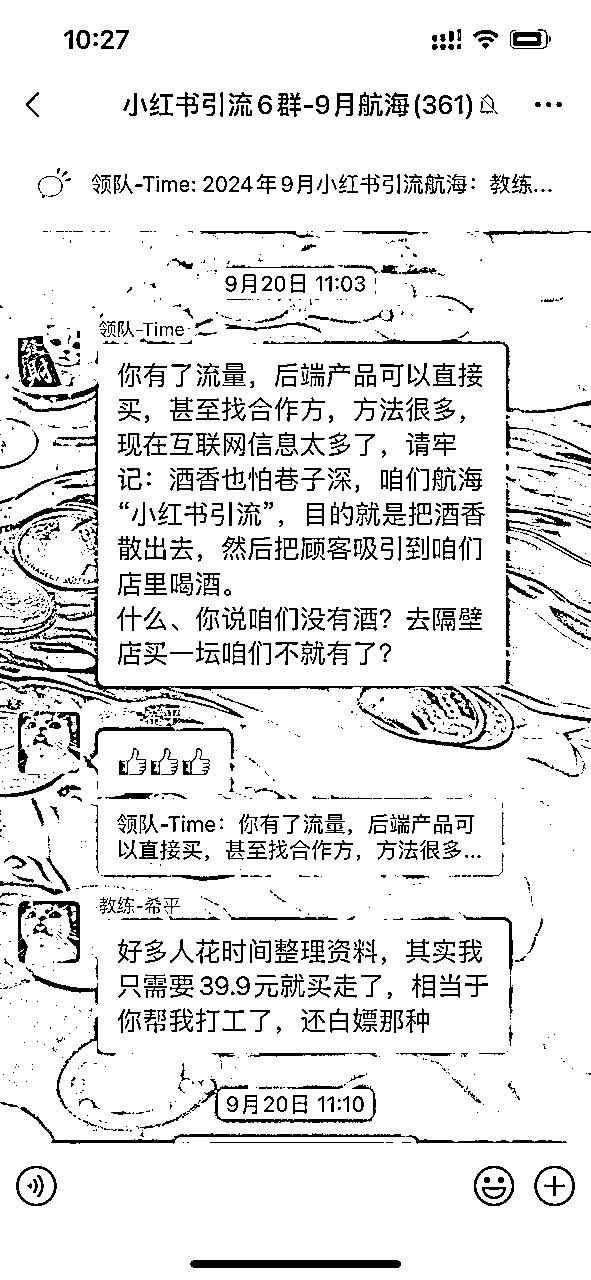 10:27
小红书引流6群-9月航海(361)
领队-Time: 2024年9月小红书引流航海：教练...
9月20日 11:03
领队-Time
你有了流量，后端产品可以直接
买，甚至找合作方，方法很多，
现在互联网信息太多了，请牢
记：酒香也怕巷子深，咱们航海
“小红书引流”，目的就是把酒香
散出去，然后把顾客吸引到咱们
店里喝酒。
什么、你说咱们没有酒？去隔壁
店买一坛咱们不就有了？
👍👍👍
领队-Time：你有了流量，后端产品可
以直接买，甚至找合作方，方法很多...
教练-希平
好多人花时间整理资料，其实我
只需要39.9元就买走了，相当于
你帮我打工了，还白嫖那种
9月20日 11:10